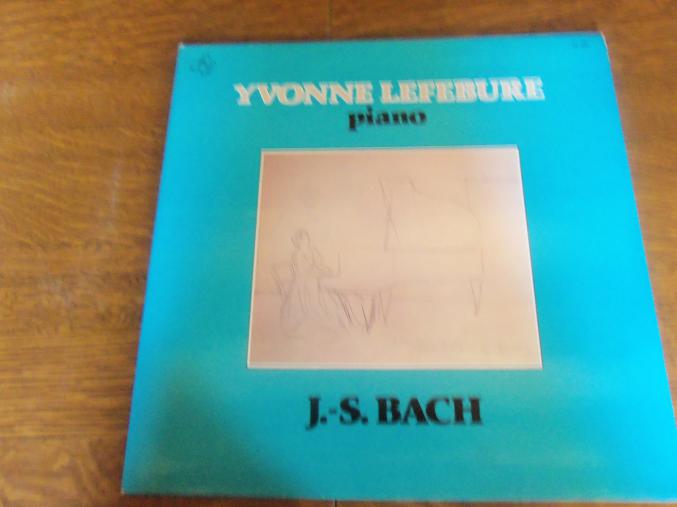 YVONNE LEFEBURE
piano
J.-S. BACH